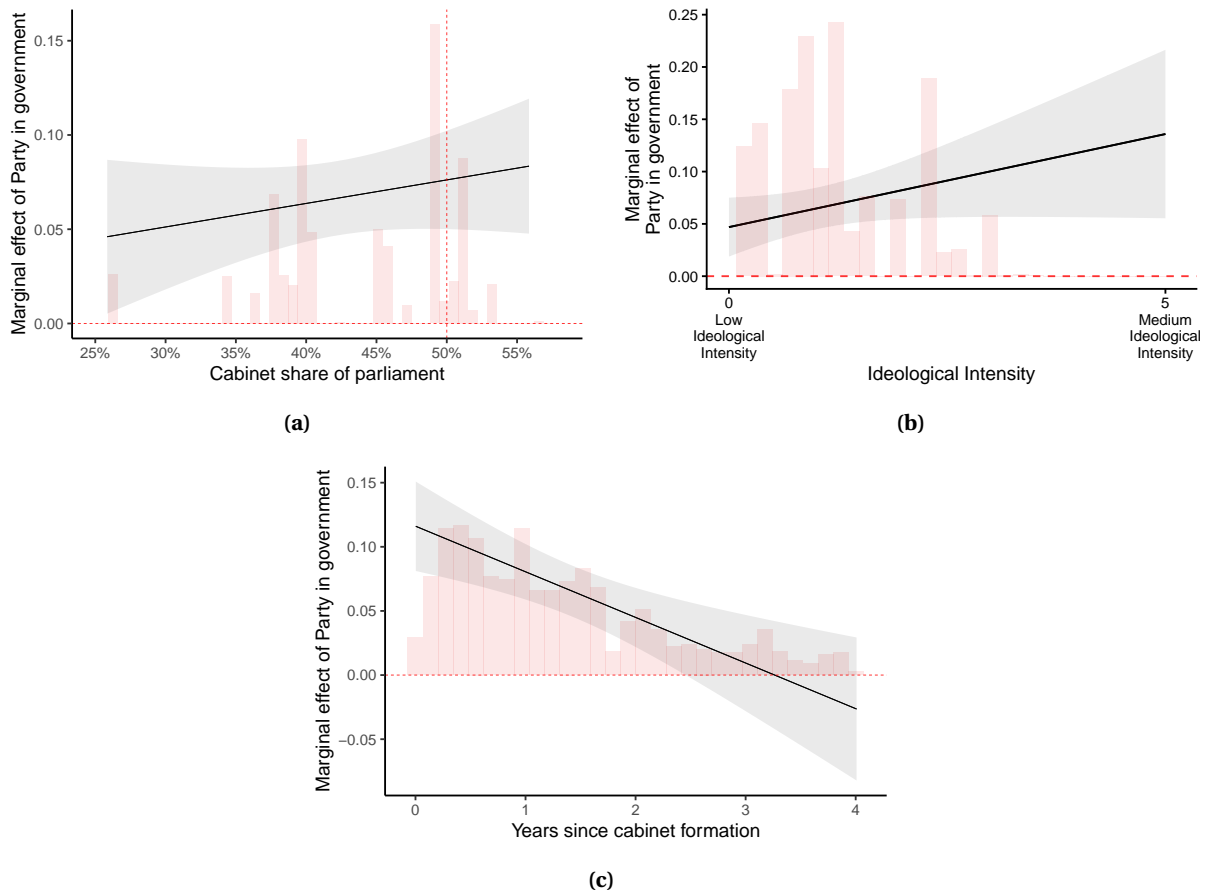 Marginal effect of Party in government
0.15
0.10
0.05
0.00
25%
30%
35%
40%
45%
50%
55%
Cabinet share of parliament
(a)
Marginal effect of
Party in government
0.25
0.20
0.15
0.10
0.05
0.00
0
Low
Ideological
Intensity
5
Medium
Ideological
Intensity
Ideological Intensity
(b)
Marginal effect of Party in government
0.15
0.10
0.05
0.00
−0.05
0
1
2
3
4
Years since cabinet formation
(c)